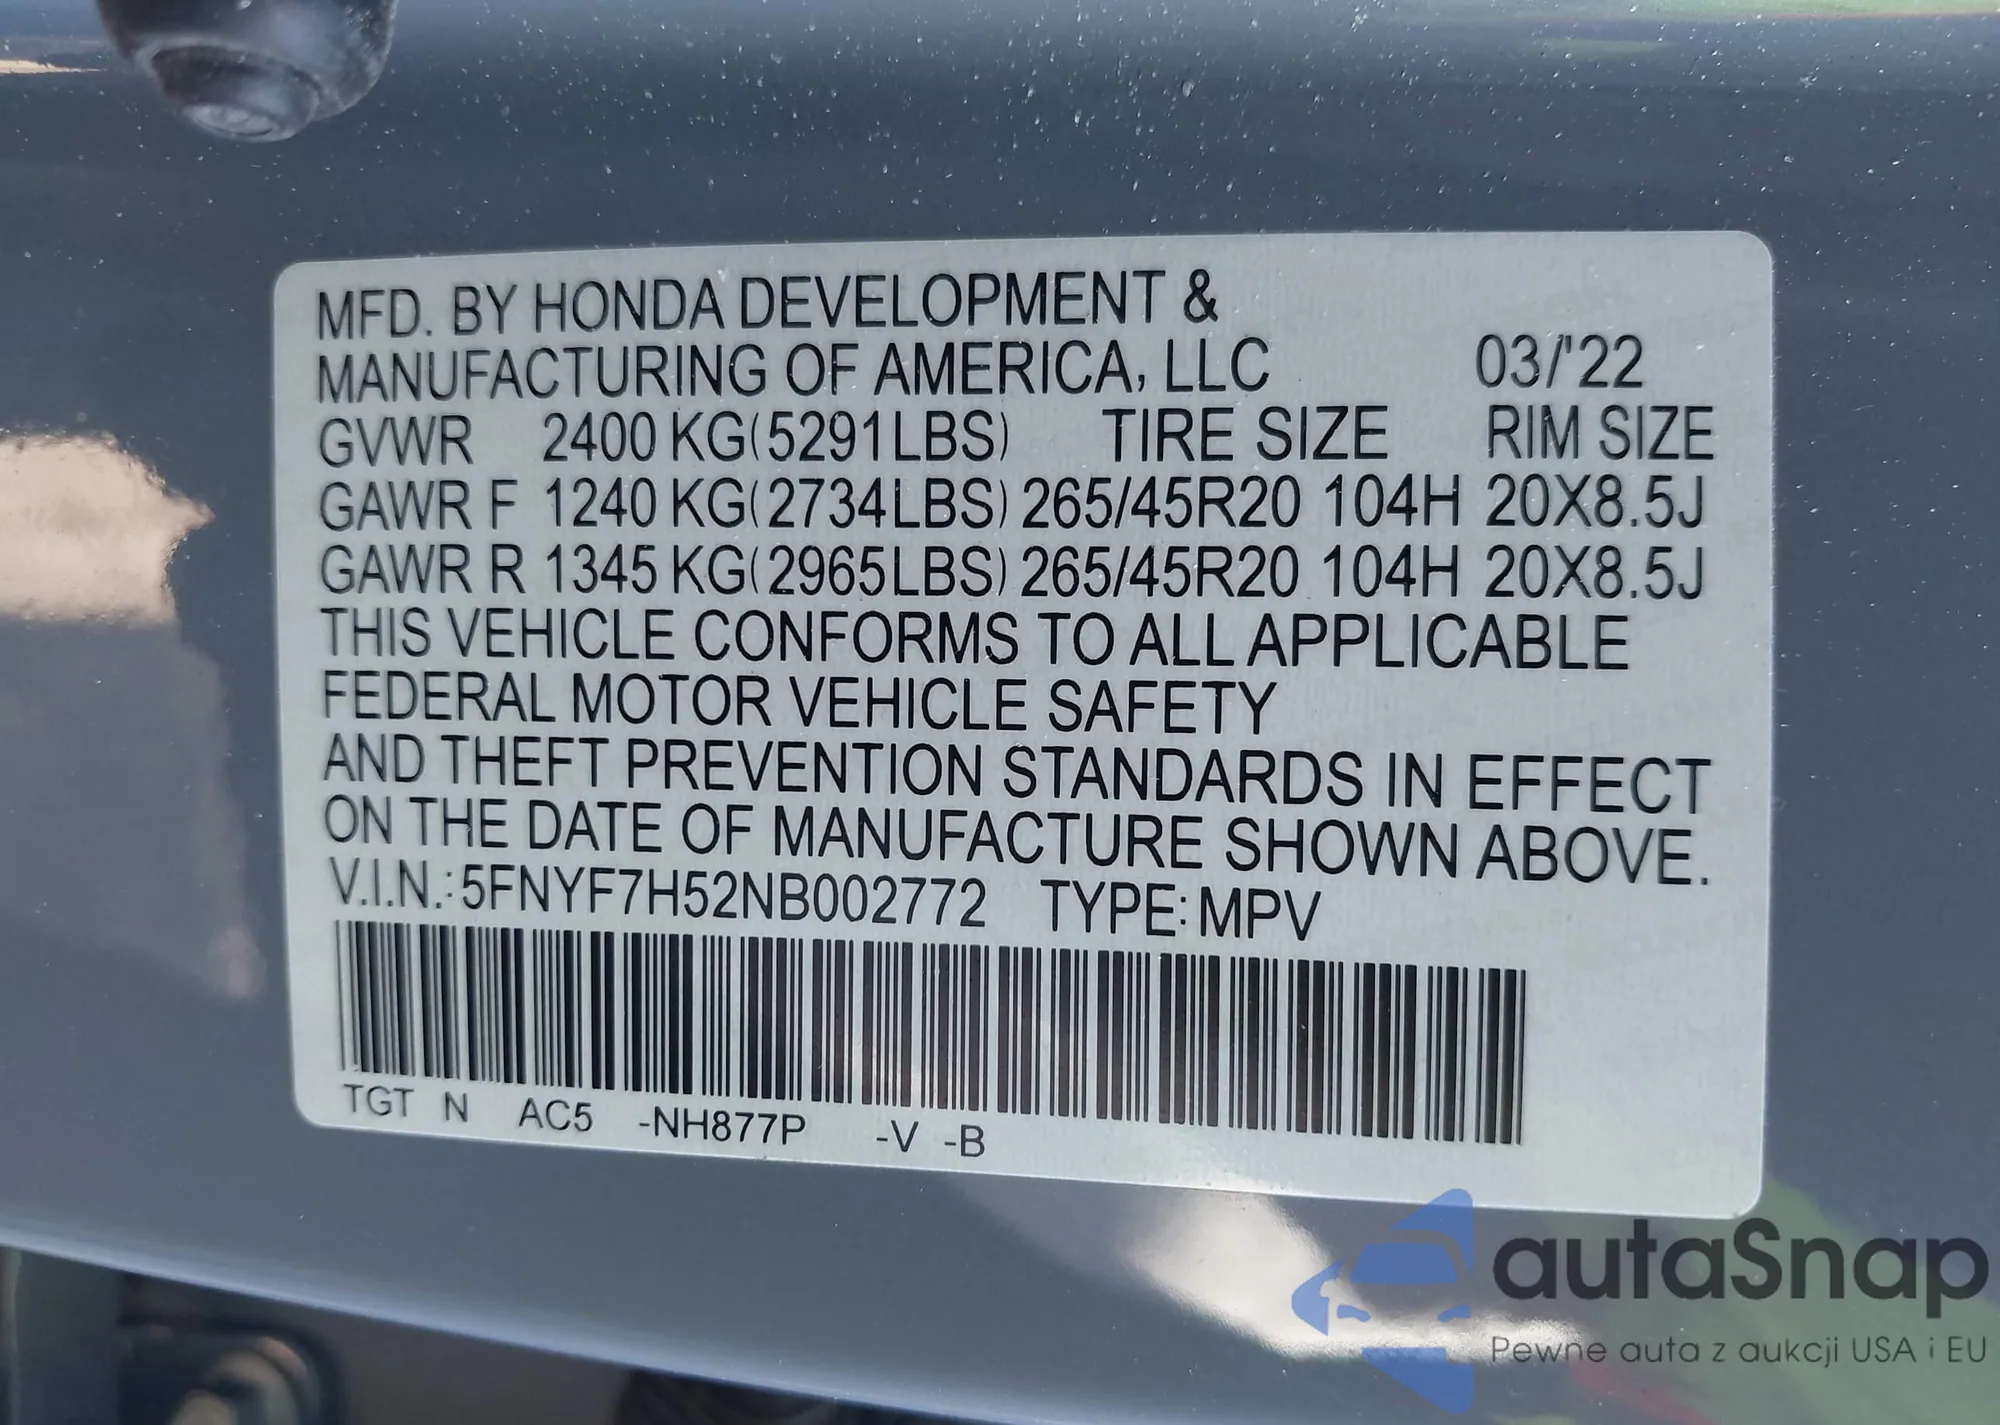 MFD. BY HONDA DEVELOPMENT &
MANUFACTURING OF AMERICA, LLC 03/'22
GVWR 2400 KG(5291LBS) TIRE SIZE RIM SIZE
GAWR F 1240 KG(2734LBS) 265/45R20 104H 20X8.5J
GAWR R 1345 KG(2965LBS) 265/45R20 104H 20X8.5J
THIS VEHICLE CONFORMS TO ALL APPLICABLE
FEDERAL MOTOR VEHICLE SAFETY
AND THEFT PREVENTION STANDARDS IN EFFECT
ON THE DATE OF MANUFACTURE SHOWN ABOVE.
V.I.N.:5FNYF7H52NB002772 TYPE:MPV
TGT N AC5 -NH877P -V -B
autaSnap
Pewne auta z aukcji USA i EU